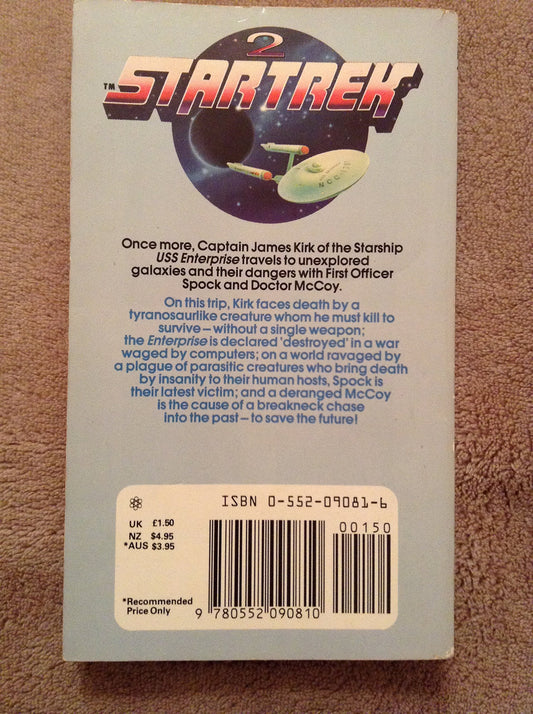 2
TM STAR TREK
NCC-1701
Once more, Captain James Kirk of the Starship
USS Enterprise travels to unexplored
galaxies and their dangers with First Officer
Spock and Doctor McCoy.
On this trip, Kirk faces death by a
tyranosaurlike creature whom he must kill to
survive – without a single weapon;
the Enterprise is declared 'destroyed' in a war
waged by computers; on a world ravaged by
a plague of parasitic creatures who bring death
by insanity to their human hosts, Spock is
their latest victim; and a deranged McCoy
is the cause of a breakneck chase
into the past – to save the future!
ISBN 0-552-09081-6
UK £1.50
NZ $4.95
*AUS $3.95
00150
*Recommended
Price Only
9 780552 090810